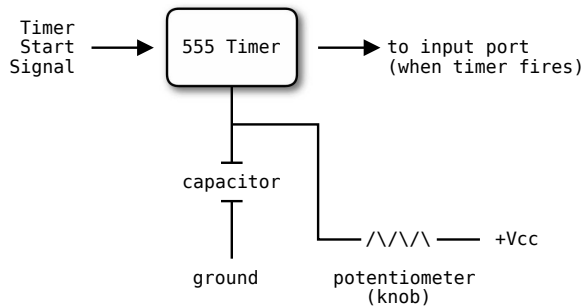 Timer
Start
Signal
555 Timer
to input port
(when timer fires)
capacitor
/\/\/\
+Vcc
ground
potentiometer
(knob)